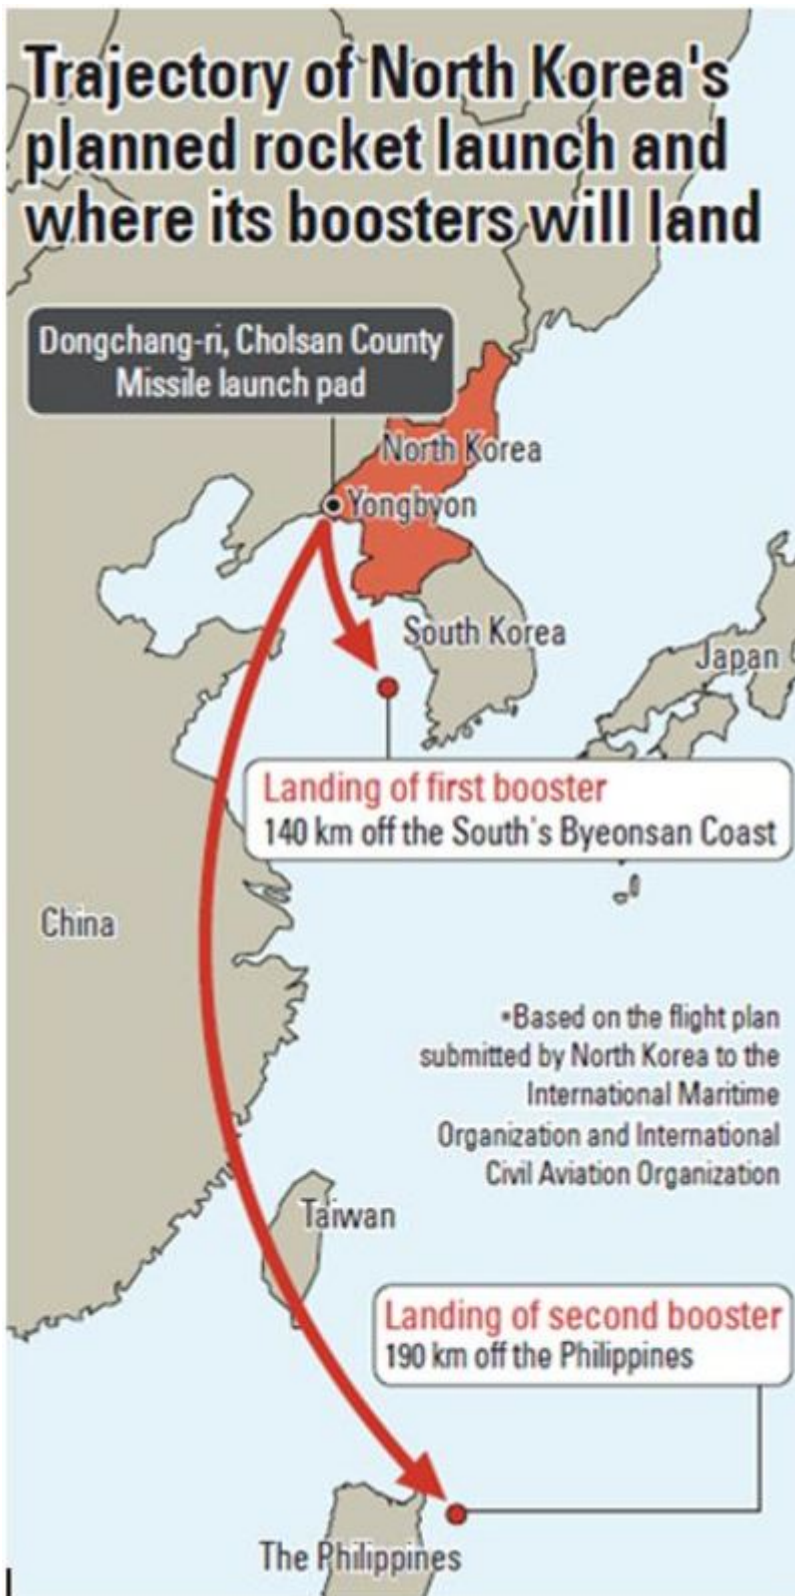 Trajectory of North Korea's
planned rocket launch and
where its boosters will land
Dongchang-ri, Cholsan County
Missile launch pad
North Korea
Yongbyon
South Korea
Japan
Landing of first booster
140 km off the South's Byeonsan Coast
China
*Based on the flight plan
submitted by North Korea to the
International Maritime
Organization and International
Civil Aviation Organization
Taiwan
Landing of second booster
190 km off the Philippines
The Philippines